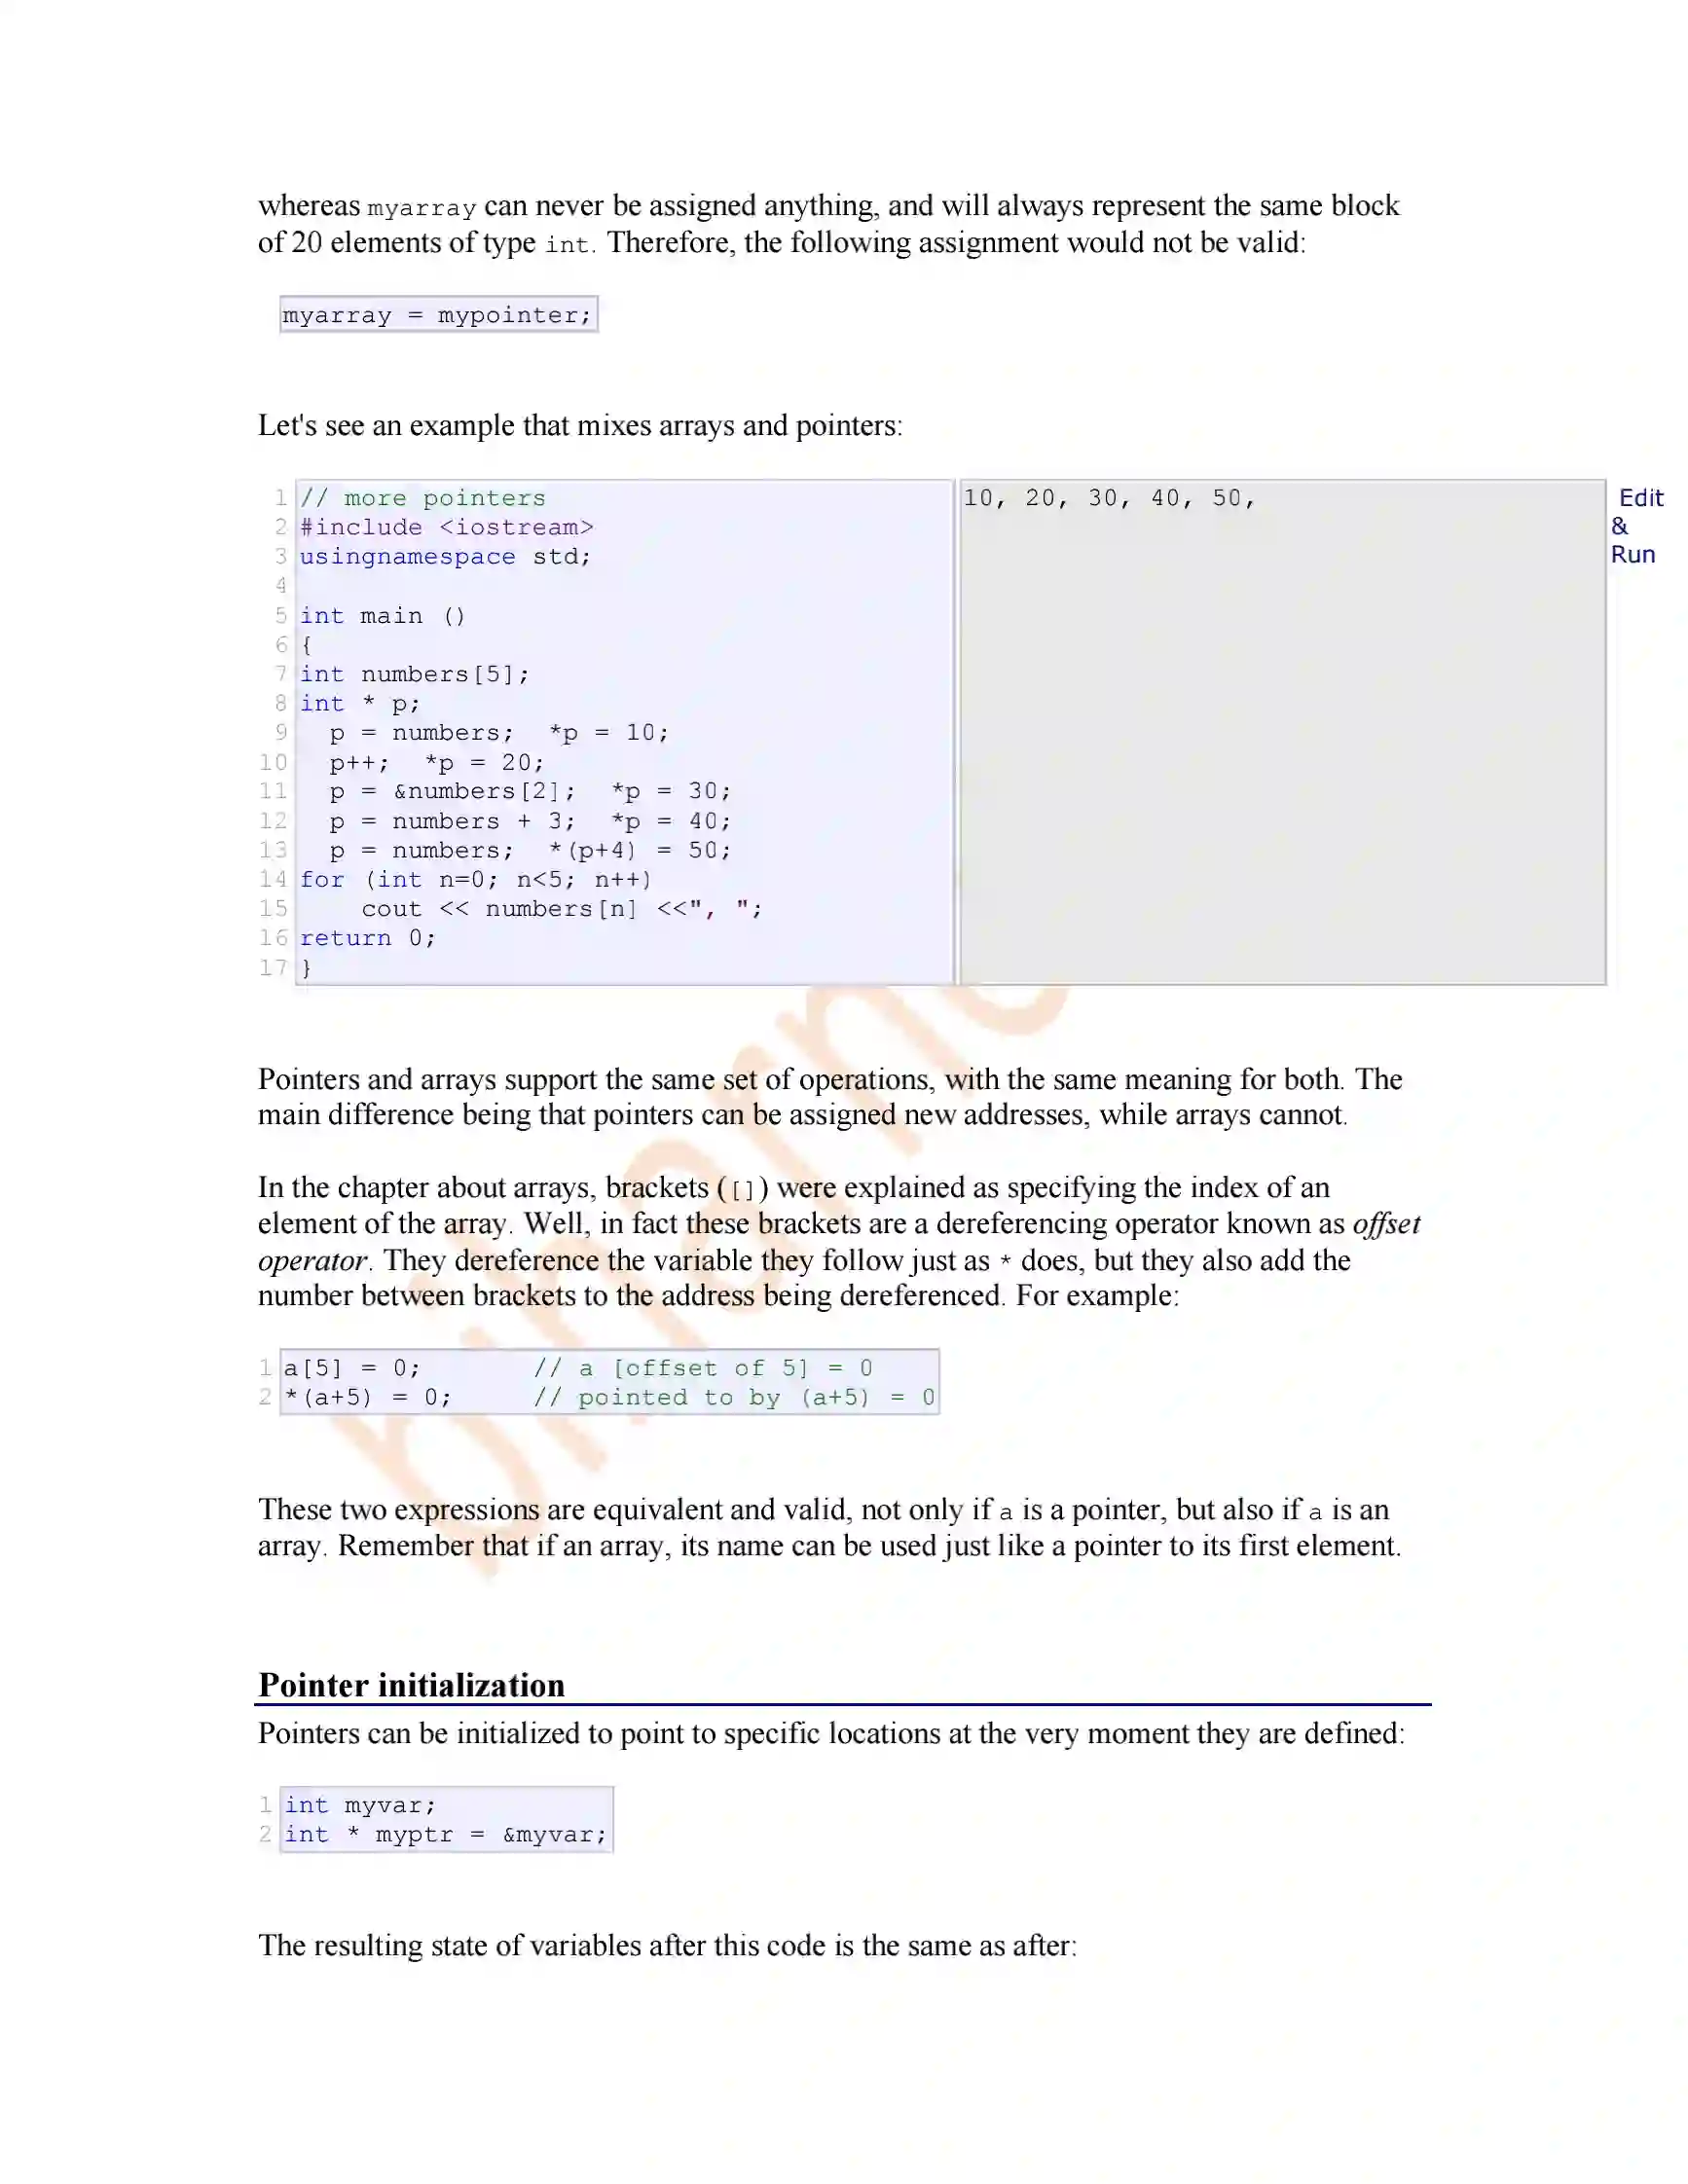 whereas myarray can never be assigned anything, and will always represent the same block
of 20 elements of type int. Therefore, the following assignment would not be valid:
myarray = mypointer;
Let's see an example that mixes arrays and pointers:
1 // more pointers
2 #include <iostream>
3 usingnamespace std;
4
5 int main ()
6 {
7 int numbers[5];
8 int * p;
9   p = numbers;  *p = 10;
10   p++;  *p = 20;
11   p = &numbers[2];  *p = 30;
12   p = numbers + 3;  *p = 40;
13   p = numbers;  *(p+4) = 50;
14 for (int n=0; n<5; n++)
15     cout << numbers[n] <<", ";
16 return 0;
17 }
10, 20, 30, 40, 50,
Edit
&
Run
Pointers and arrays support the same set of operations, with the same meaning for both. The
main difference being that pointers can be assigned new addresses, while arrays cannot.
In the chapter about arrays, brackets ([]) were explained as specifying the index of an
element of the array. Well, in fact these brackets are a dereferencing operator known as offset
operator. They dereference the variable they follow just as * does, but they also add the
number between brackets to the address being dereferenced. For example:
1 a[5] = 0;       // a [offset of 5] = 0
2 *(a+5) = 0;     // pointed to by (a+5) = 0
These two expressions are equivalent and valid, not only if a is a pointer, but also if a is an
array. Remember that if an array, its name can be used just like a pointer to its first element.
Pointer initialization
Pointers can be initialized to point to specific locations at the very moment they are defined:
1 int myvar;
2 int * myptr = &myvar;
The resulting state of variables after this code is the same as after: